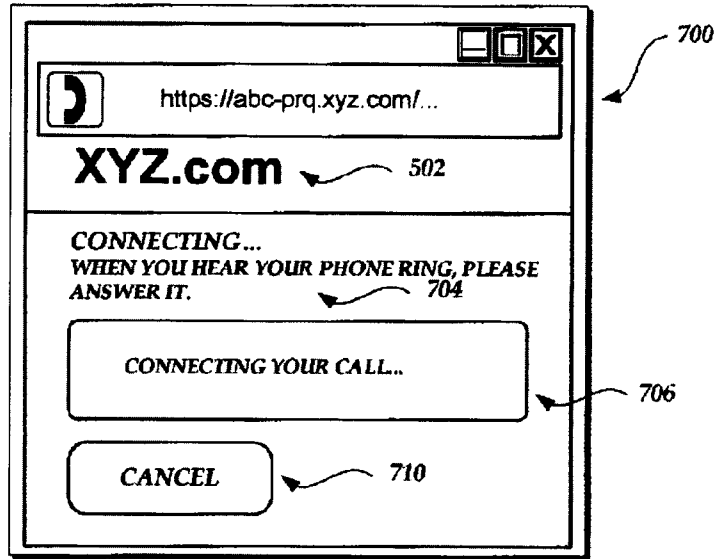 700
https://abc-prq.xyz.com/...
XYZ.com
502
CONNECTING...
WHEN YOU HEAR YOUR PHONE RING, PLEASE
ANSWER IT.
704
CONNECTING YOUR CALL...
706
CANCEL
710